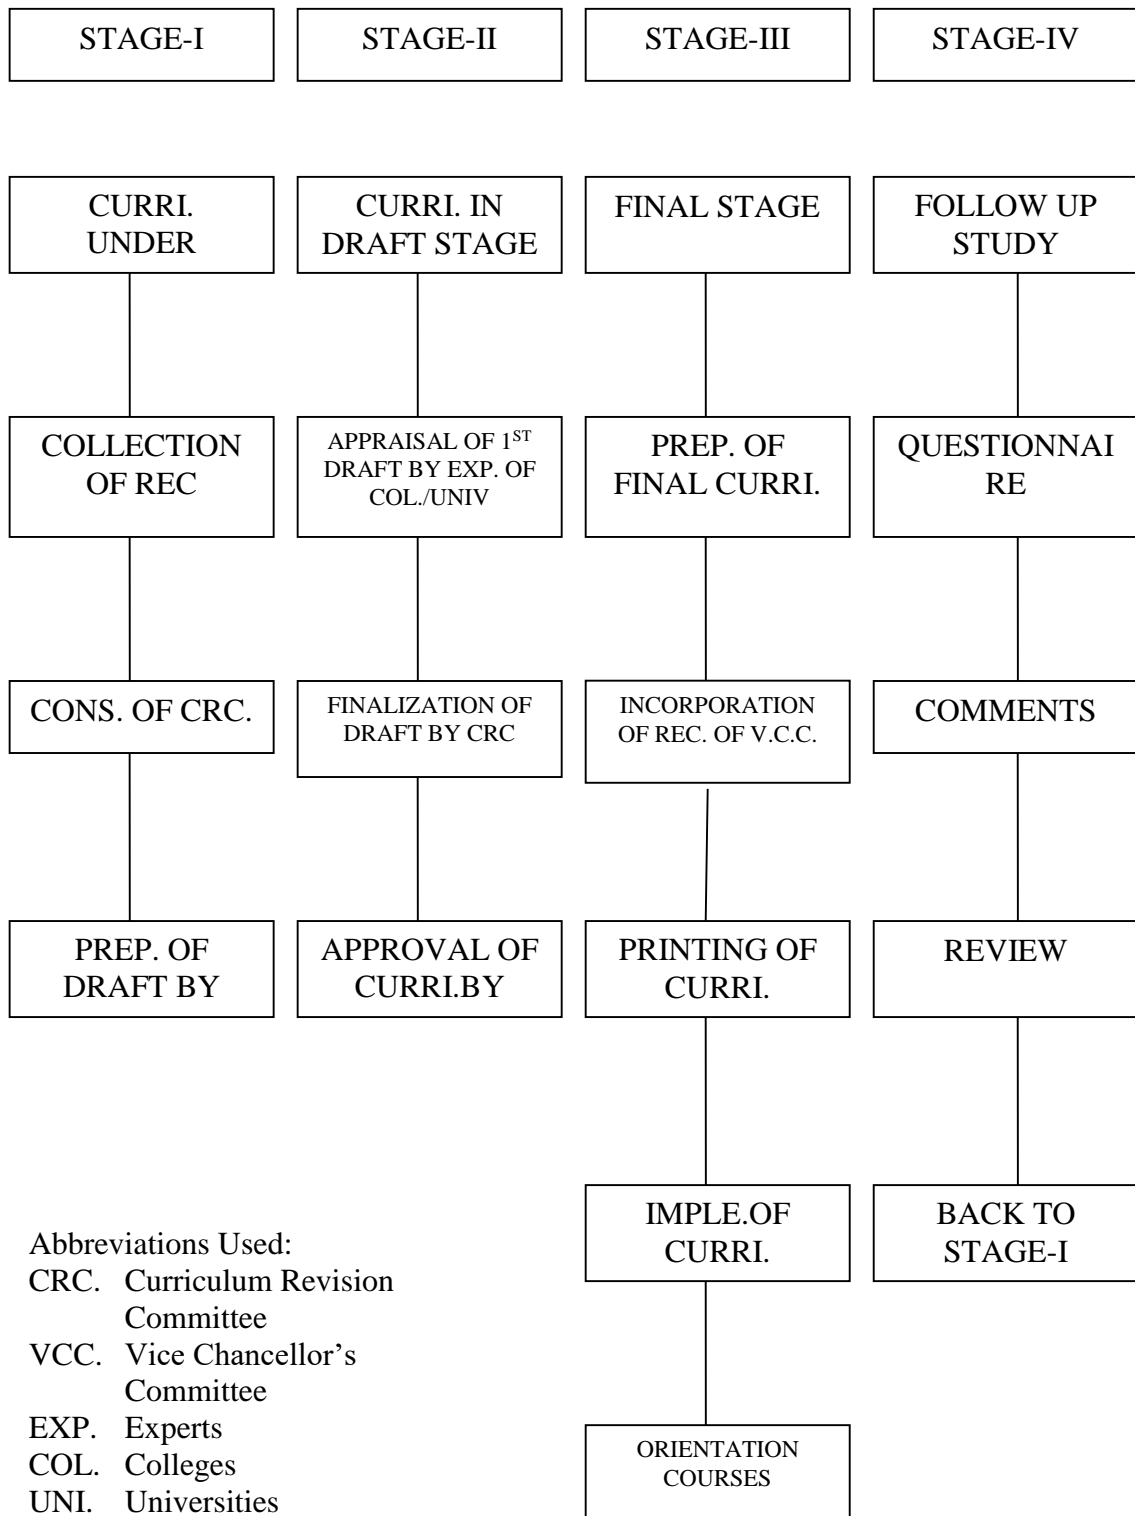 STAGE-I
STAGE-II
STAGE-III
STAGE-IV
CURRI.
UNDER
CURRI. IN
DRAFT STAGE
FINAL STAGE
FOLLOW UP
STUDY
COLLECTION
OF REC
APPRAISAL OF 1ST
DRAFT BY EXP. OF
COL./UNIV
PREP. OF
FINAL CURRI.
QUESTIONNAI
RE
CONS. OF CRC.
FINALIZATION OF
DRAFT BY CRC
INCORPORATION
OF REC. OF V.C.C.
COMMENTS
PREP. OF
DRAFT BY
APPROVAL OF
CURRI.BY
PRINTING OF
CURRI.
REVIEW
IMPLE.OF
CURRI.
BACK TO
STAGE-I
ORIENTATION
COURSES
Abbreviations Used:
CRC. Curriculum Revision
Committee
VCC. Vice Chancellor’s
Committee
EXP. Experts
COL. Colleges
UNI. Universities